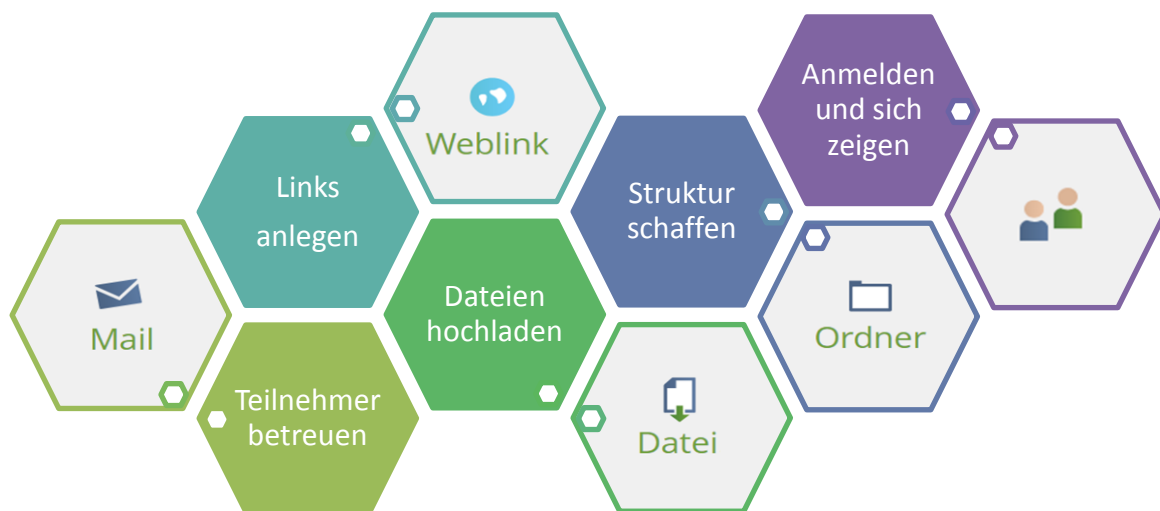 Anmelden
und sich
zeigen
Weblink
Links
anlegen
Struktur
schaffen
Mail
Dateien
hochladen
Ordner
Teilnehmer
betreuen
Datei